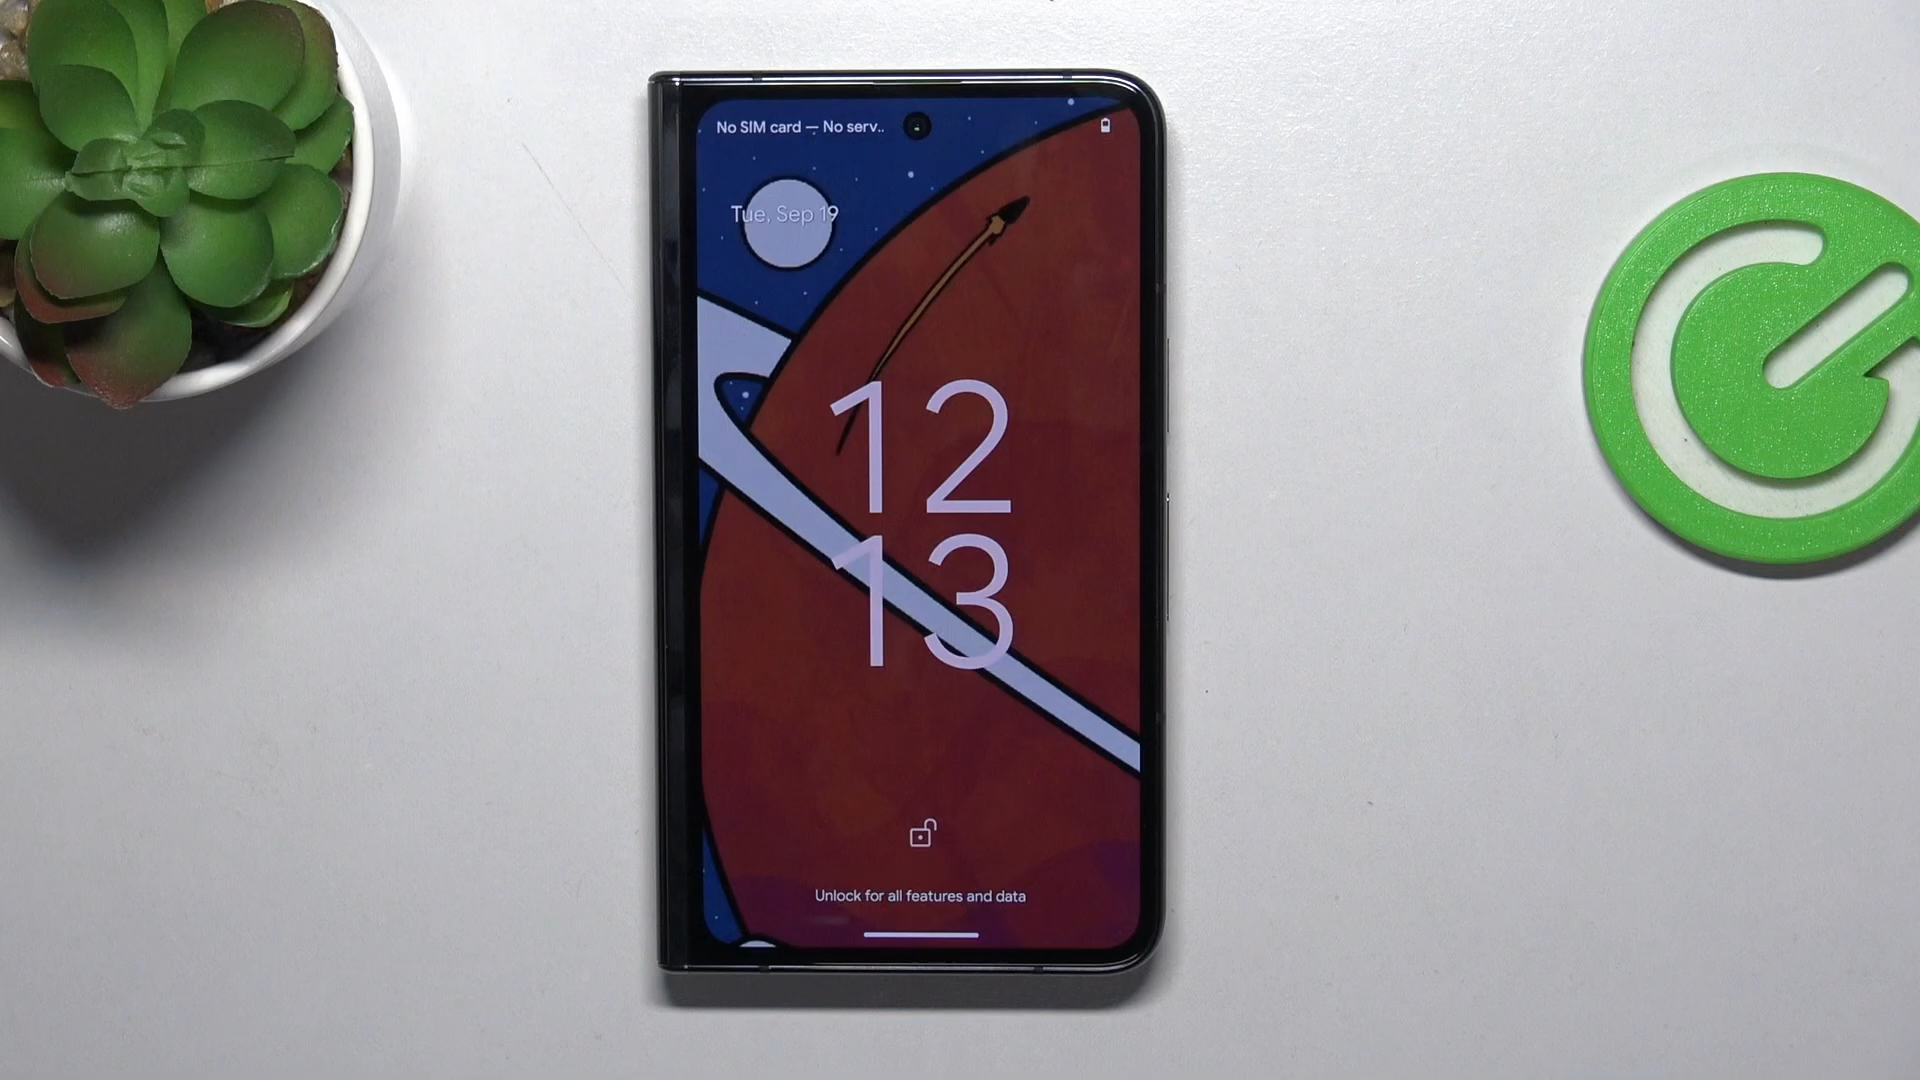 No SIM card — No serv..
Tue, Sep 19
12
13
Unlock for all features and data